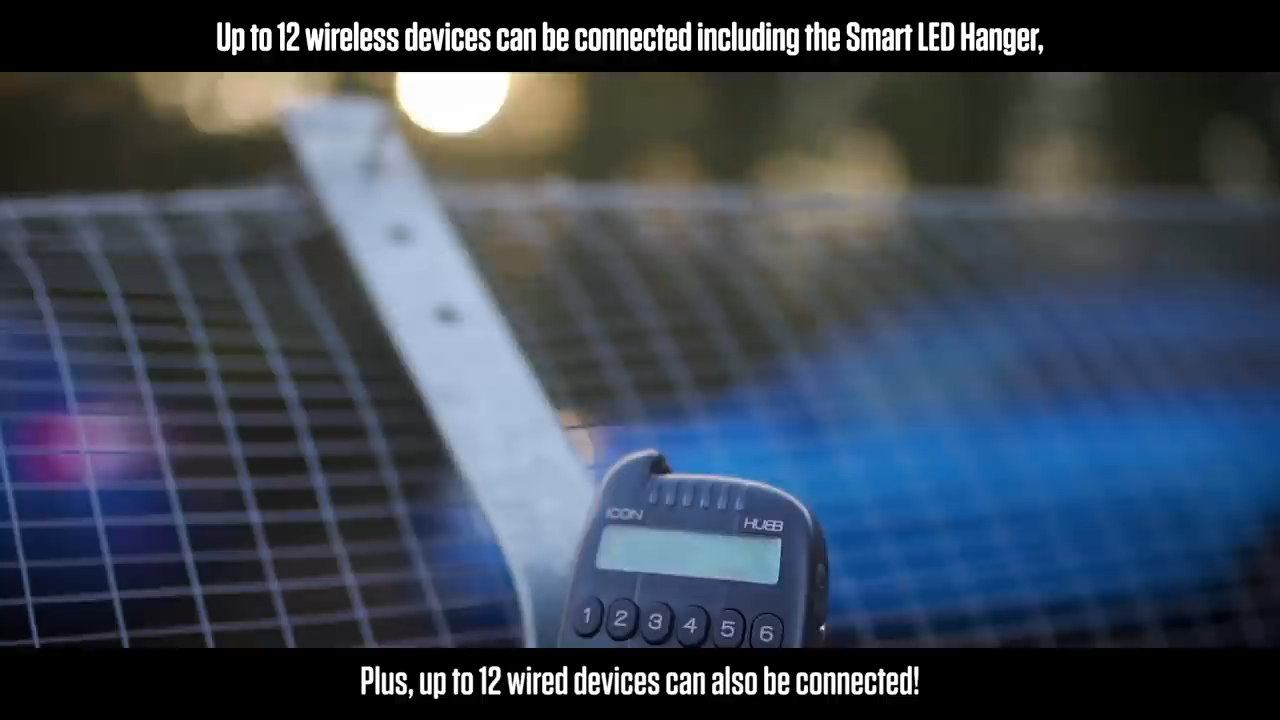 Up to 12 wireless devices can be connected including the Smart LED Hanger,
ICON HUBB
1 2 3 4 5 6
Plus, up to 12 wired devices can also be connected!